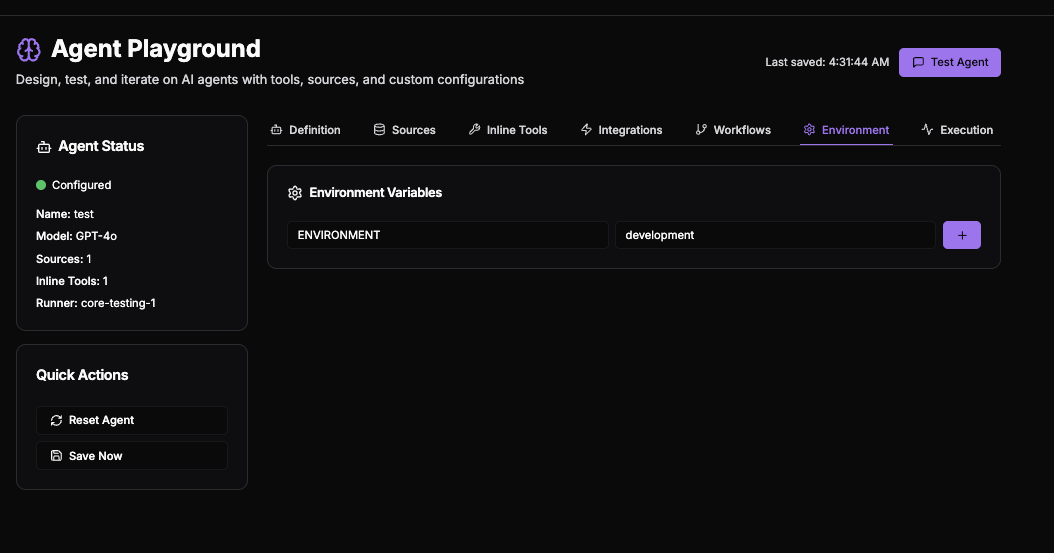 Agent Playground
Design, test, and iterate on AI agents with tools, sources, and custom configurations
Last saved: 4:31:44 AM
Test Agent
Agent Status
Configured
Name: test
Model: GPT-4o
Sources: 1
Inline Tools: 1
Runner: core-testing-1
Quick Actions
Reset Agent
Save Now
Definition
Sources
Inline Tools
Integrations
Workflows
Environment
Execution
Environment Variables
ENVIRONMENT
development
+